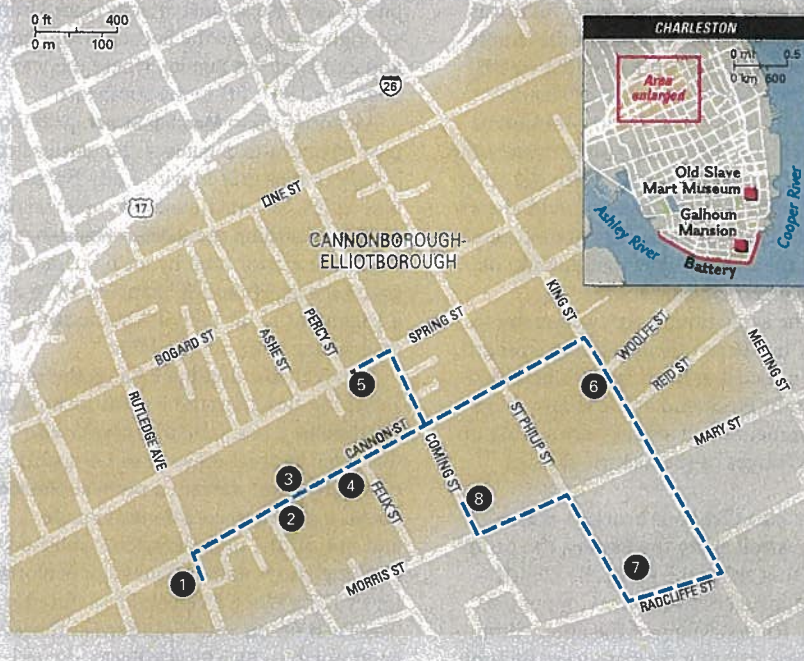 0 ft 400
0 m 100
CHARLESTON
0 mi 0.5
0 km 600
Area
enlarged
Old Slave
Mart Museum
Galhoun
Mansion
Battery
Ashley River
Cooper River
26
17
LINE ST
CANNONBOROUGH-
ELLIOTBOROUGH
BOGARD ST
ASHE ST
PERCY ST
SPRING ST
KING ST
WOOLFE ST
REID ST
MEETING ST
MARY ST
RUTLEDGE AVE
CANNON ST
COMING ST
ST PHILIP ST
FELIX ST
MORRIS ST
RADCLIFFE ST
1
2
3
4
5
6
7
8